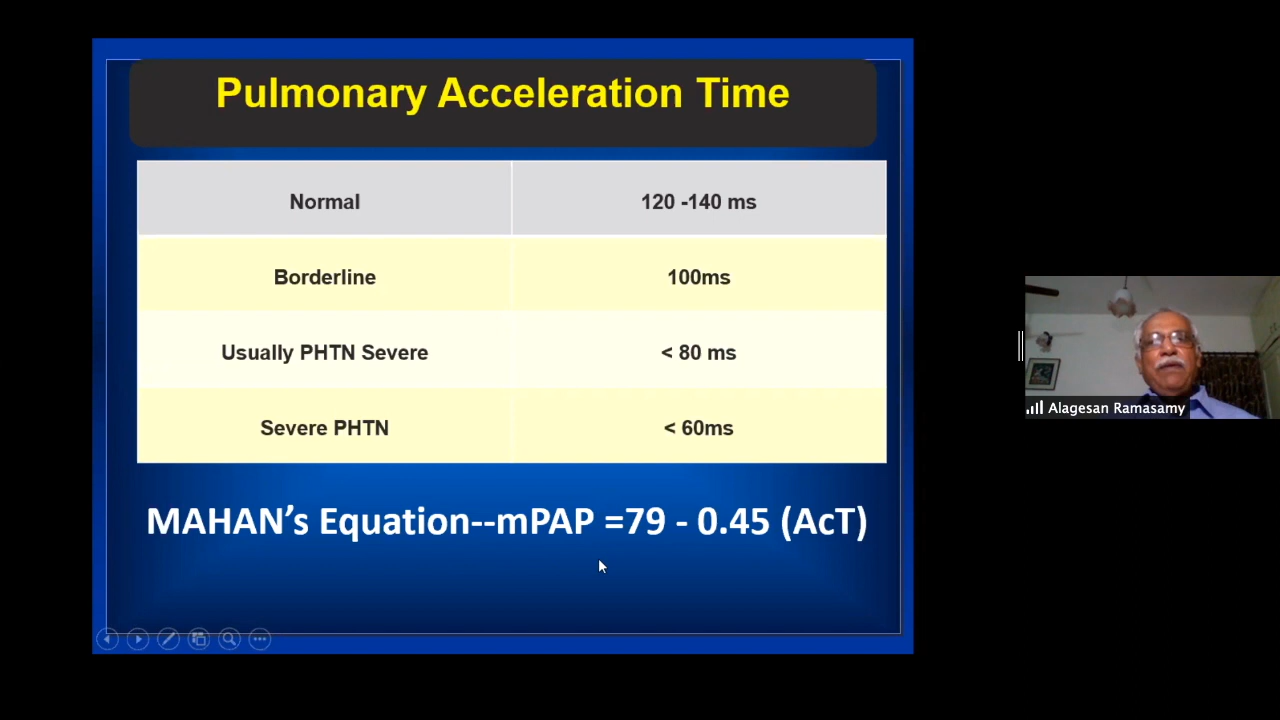 Pulmonary Acceleration Time
Normal 120 -140 ms
Borderline 100ms
Usually PHTN Severe < 80 ms
Severe PHTN < 60ms
MAHAN’s Equation--mPAP =79 - 0.45 (AcT)
Alagesan Ramasamy